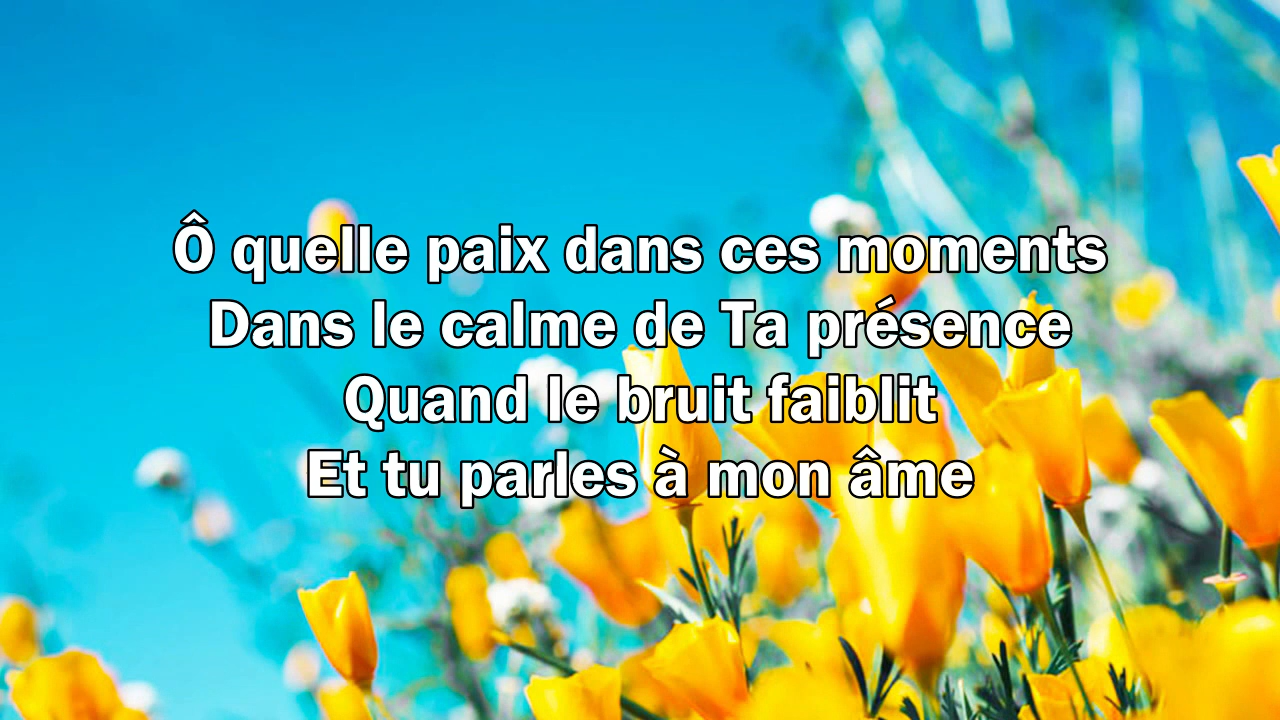 Ô quelle paix dans ces moments
Dans le calme de Ta présence
Quand le bruit faiblit
Et tu parles à mon âme